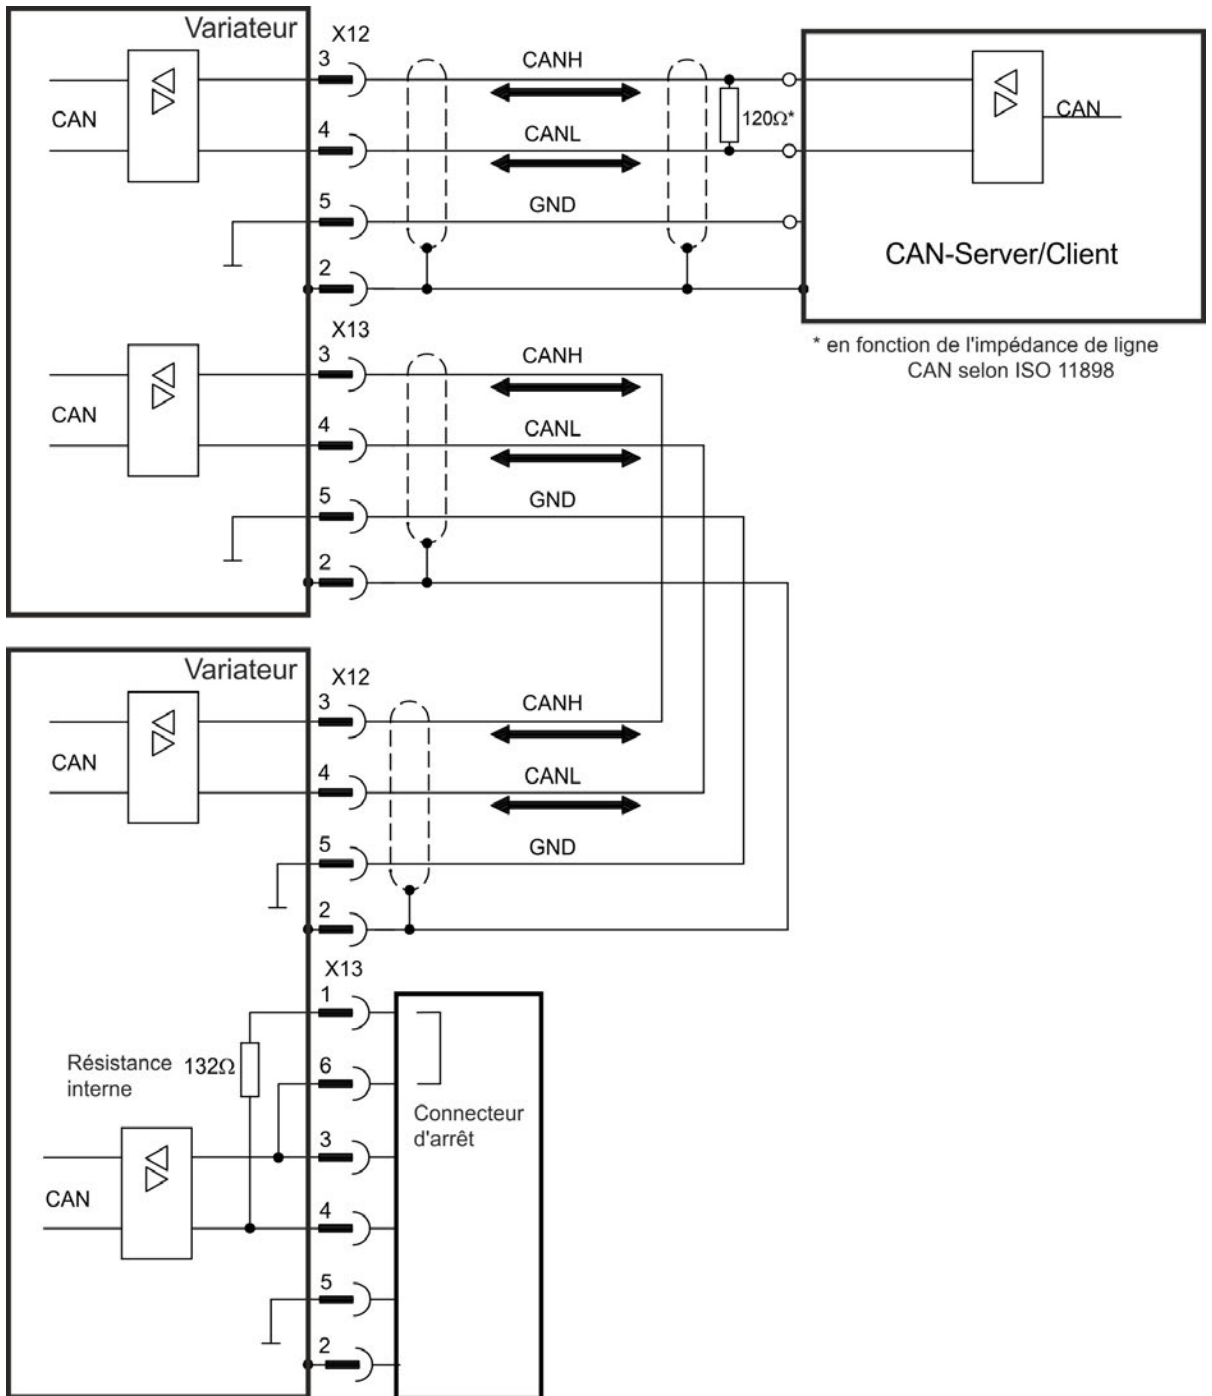 Variateur
X12
3
CANH
CAN
4
CANL
120Ω*
CAN
5
GND
CAN-Server/Client
2
X13
3
CANH
* en fonction de l'impédance de ligne
CAN selon ISO 11898
CAN
4
CANL
5
GND
2
Variateur
X12
3
CANH
CAN
4
CANL
5
GND
2
X13
1
Résistance
interne
132Ω
6
Connecteur
d'arrêt
3
CAN
4
5
2